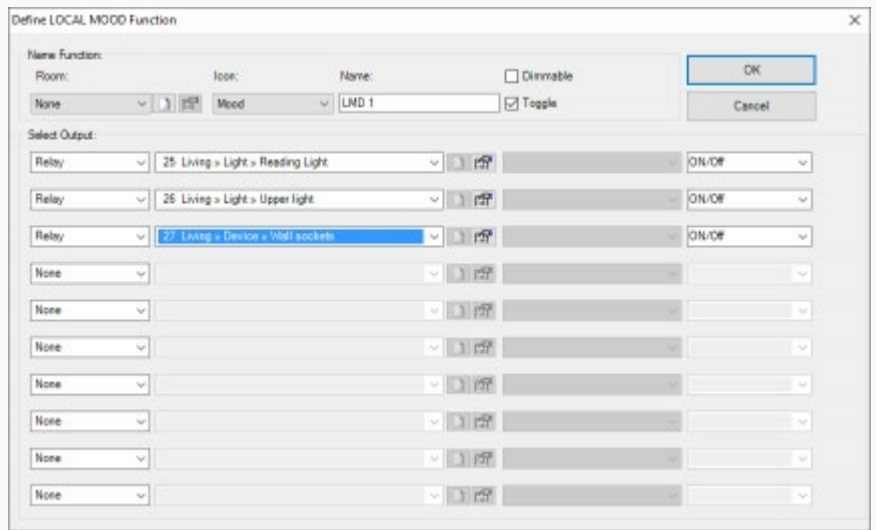 Define LOCAL MOOD Function
Name Function:
Room: Icon: Name: Dimmable
None Mood LMD 1 Toggle
OK
Cancel
Select Output:
Relay 25 Living » Light » Reading Light ON/Off
Relay 26 Living » Light » Upper light ON/Off
Relay 27 Living » Device » Wall sockets ON/Off
None
None
None
None
None
None
None